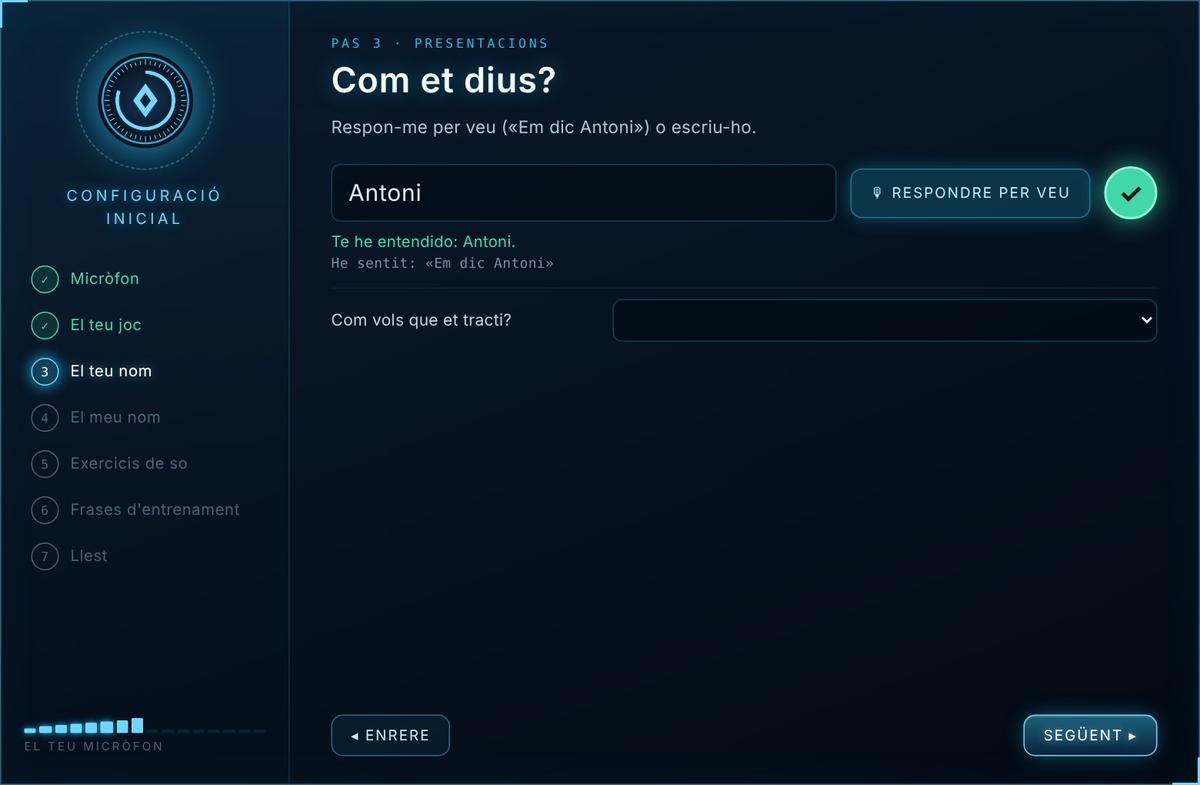 CONFIGURACIÓ
INICIAL
✓ Micròfon
✓ El teu joc
3 El teu nom
4 El meu nom
5 Exercicis de so
6 Frases d'entrenament
7 Llest
EL TEU MICRÒFON
PAS 3 · PRESENTACIONS
Com et dius?
Respon-me per veu («Em dic Antoni») o escriu-ho.
Antoni
🎙 RESPONDRE PER VEU
Te he entendido: Antoni.
He sentit: «Em dic Antoni»
Com vols que et tracti?
◂ ENRERE
SEGÜENT ▸